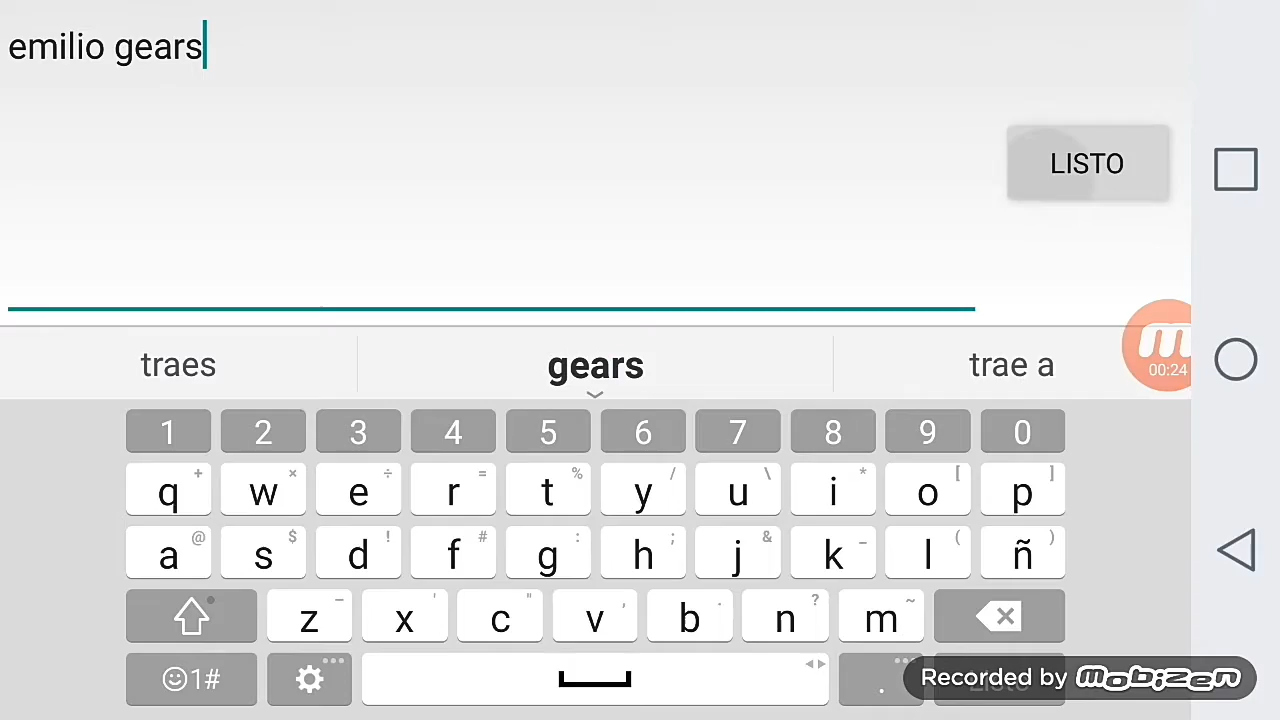 emilio gears
LISTO
traes
gears
trae a
00:24
1 2 3 4 5 6 7 8 9 0
q + w × e ÷ r = t % y / u \ i * o [ p ]
a @ s $ d ! f # g : h ; j & k _ l ( ñ )
z - x ' c " v , b . n ? m ~
1# .
Recorded by mobizen